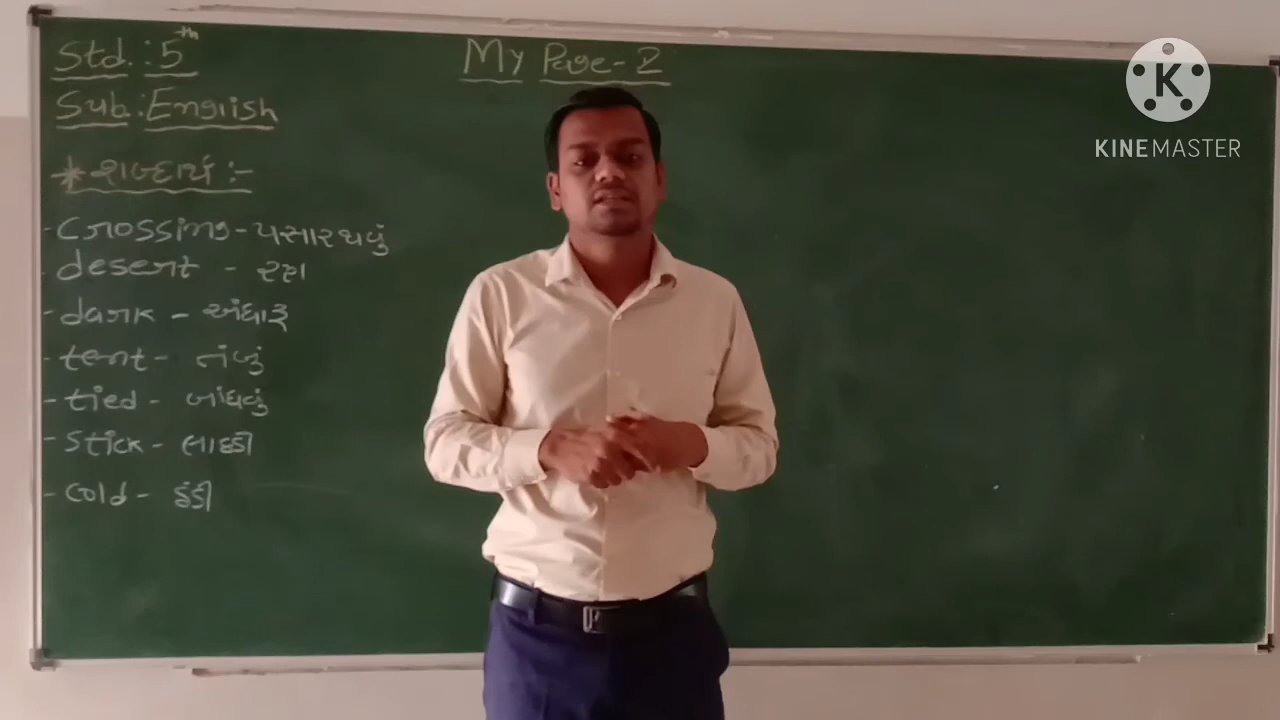 Std.: 5th
My Page-2
Sub.: English
* શબ્દાર્થ :-
- Crossing - પસાર થવું
- desert - રણ
- dark - અંધારૂ
- tent - તંબું
- tied - બાંધવું
- Stick - લાકડી
- cold - ઠંડી
K
KINEMASTER